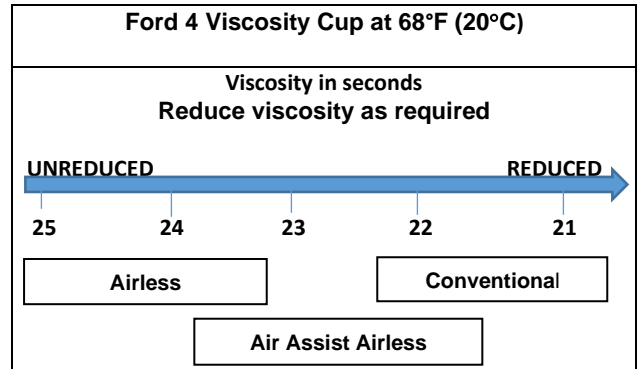 Ford 4 Viscosity Cup at 68°F (20°C)
Viscosity in seconds
Reduce viscosity as required
UNREDUCED REDUCED
25 24 23 22 21
Airless Conventional
Air Assist Airless